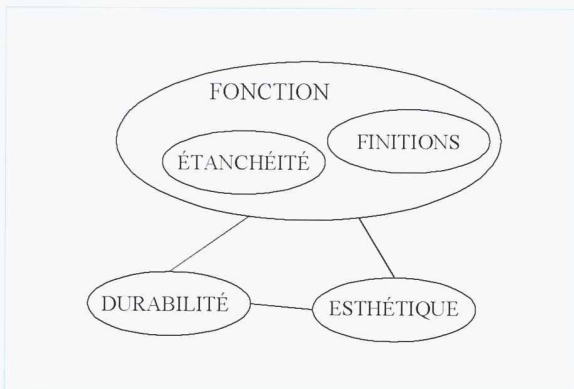 FONCTION
FINITIONS
ÉTANCHÉITÉ
DURABILITÉ
ESTHÉTIQUE